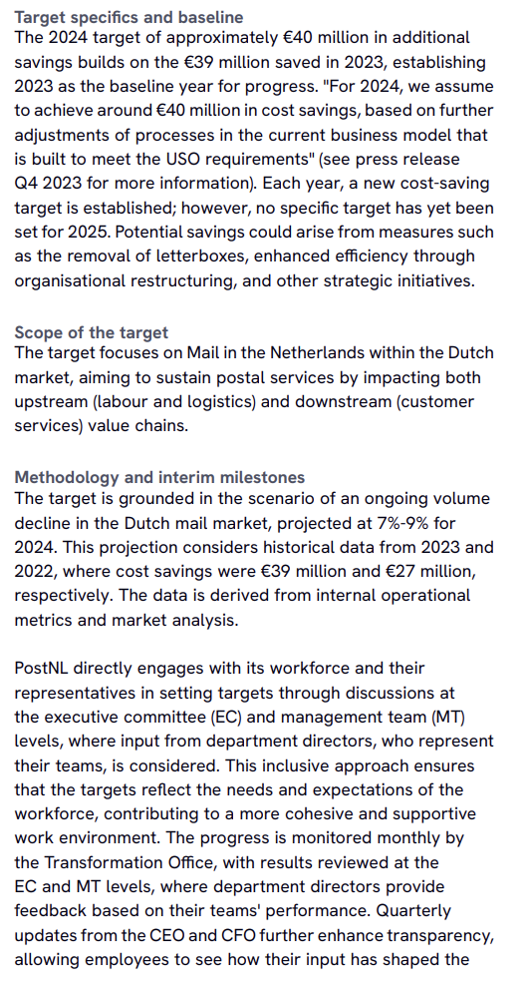 Target specifics and baseline
The 2024 target of approximately €40 million in additional
savings builds on the €39 million saved in 2023, establishing
2023 as the baseline year for progress. "For 2024, we assume
to achieve around €40 million in cost savings, based on further
adjustments of processes in the current business model that
is built to meet the USO requirements" (see press release
Q4 2023 for more information). Each year, a new cost-saving
target is established; however, no specific target has yet been
set for 2025. Potential savings could arise from measures such
as the removal of letterboxes, enhanced efficiency through
organisational restructuring, and other strategic initiatives.
Scope of the target
The target focuses on Mail in the Netherlands within the Dutch
market, aiming to sustain postal services by impacting both
upstream (labour and logistics) and downstream (customer
services) value chains.
Methodology and interim milestones
The target is grounded in the scenario of an ongoing volume
decline in the Dutch mail market, projected at 7%-9% for
2024. This projection considers historical data from 2023 and
2022, where cost savings were €39 million and €27 million,
respectively. The data is derived from internal operational
metrics and market analysis.
PostNL directly engages with its workforce and their
representatives in setting targets through discussions at
the executive committee (EC) and management team (MT)
levels, where input from department directors, who represent
their teams, is considered. This inclusive approach ensures
that the targets reflect the needs and expectations of the
workforce, contributing to a more cohesive and supportive
work environment. The progress is monitored monthly by
the Transformation Office, with results reviewed at the
EC and MT levels, where department directors provide
feedback based on their teams' performance. Quarterly
updates from the CEO and CFO further enhance transparency,
allowing employees to see how their input has shaped the